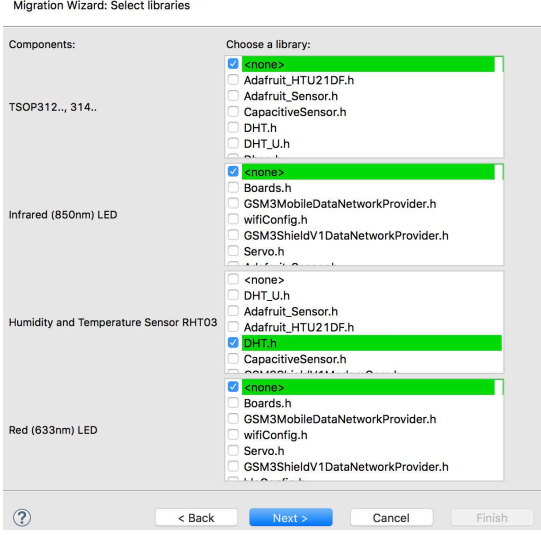 Migration Wizard: Select libraries
Components:
Choose a library:
TSOP312.., 314..
<none>
Adafruit_HTU21DF.h
Adafruit_Sensor.h
CapacitiveSensor.h
DHT.h
DHT_U.h
Infrared (850nm) LED
<none>
Boards.h
GSM3MobileDataNetworkProvider.h
wifiConfig.h
GSM3ShieldV1DataNetworkProvider.h
Servo.h
Humidity and Temperature Sensor RHT03
<none>
DHT_U.h
Adafruit_Sensor.h
Adafruit_HTU21DF.h
DHT.h
CapacitiveSensor.h
Red (633nm) LED
<none>
Boards.h
GSM3MobileDataNetworkProvider.h
wifiConfig.h
Servo.h
GSM3ShieldV1DataNetworkProvider.h
? < Back Next > Cancel Finish